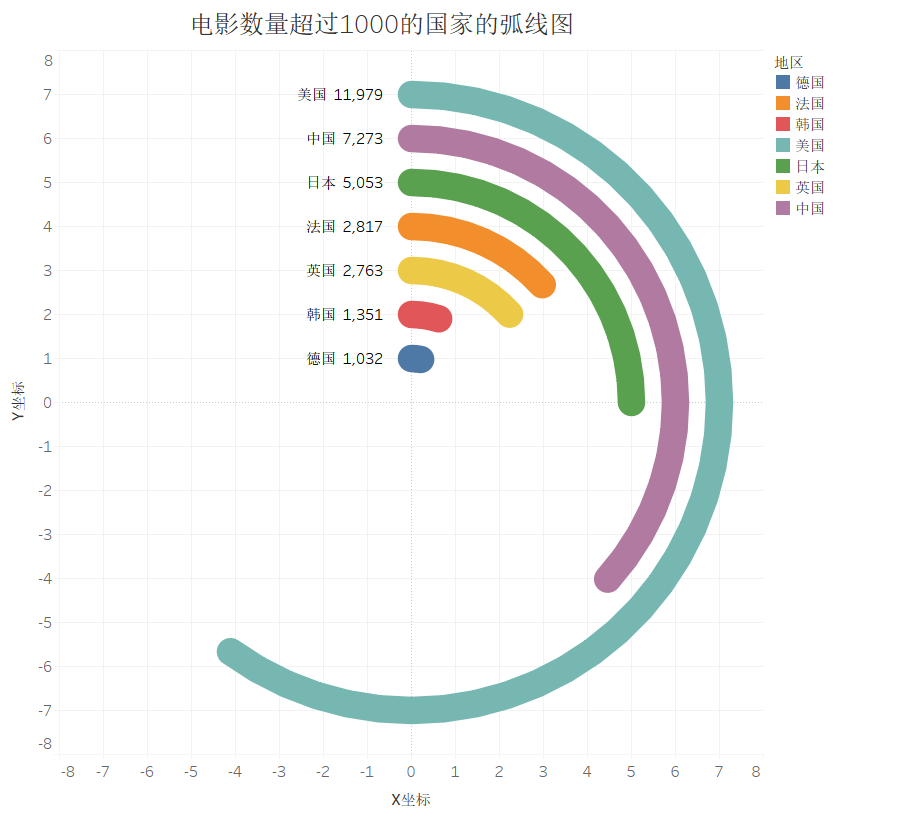 电影数量超过1000的国家的弧线图
地区
德国
法国
韩国
美国
日本
英国
中国
美国 11,979
中国 7,273
日本 5,053
法国 2,817
英国 2,763
韩国 1,351
德国 1,032
Y坐标
8
7
6
5
4
3
2
1
0
-1
-2
-3
-4
-5
-6
-7
-8
-8 -7 -6 -5 -4 -3 -2 -1 0 1 2 3 4 5 6 7 8
X坐标